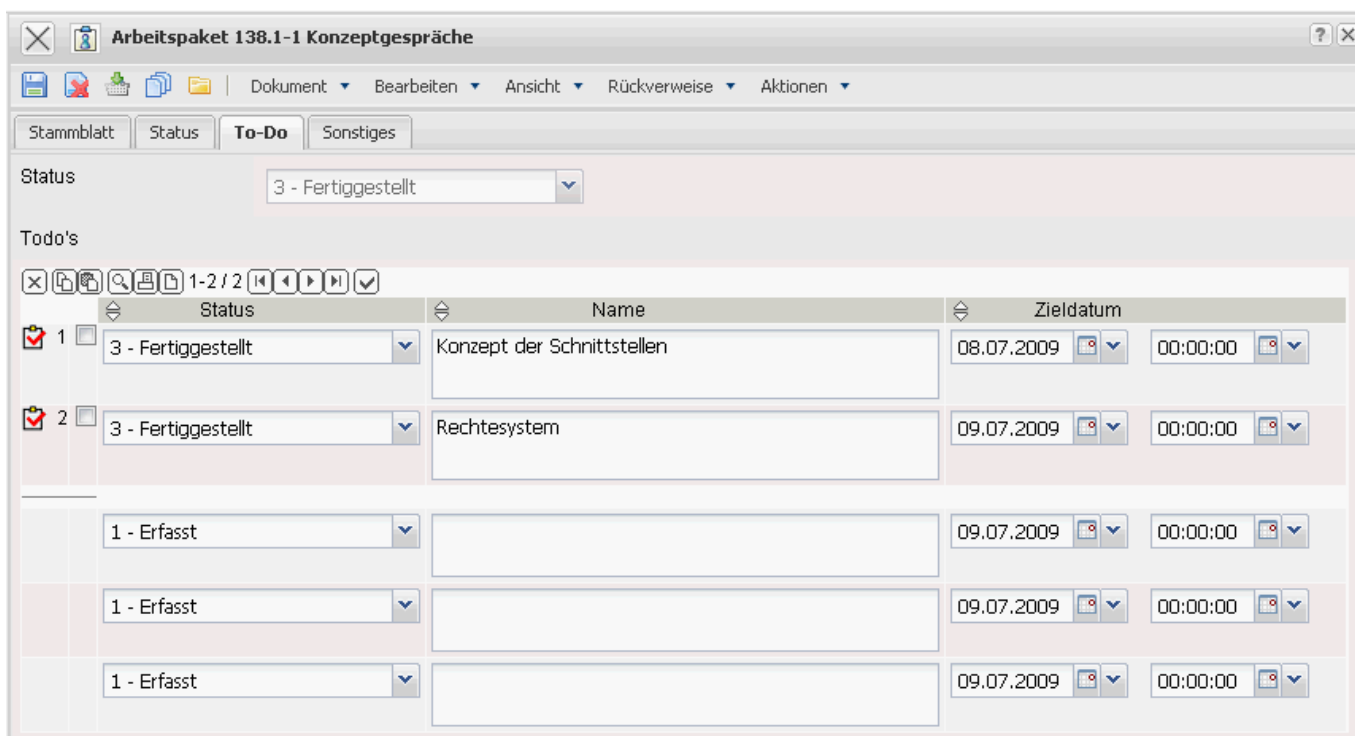 Arbeitspaket 138.1-1 Konzeptgespräche ?
Dokument Bearbeiten Ansicht Rückverweise Aktionen
Stammblatt Status To-Do Sonstiges
Status 3 - Fertiggestellt
Todo's
1-2 / 2
Status Name Zieldatum
1 3 - Fertiggestellt Konzept der Schnittstellen 08.07.2009 00:00:00
2 3 - Fertiggestellt Rechtesystem 09.07.2009 00:00:00
1 - Erfasst 09.07.2009 00:00:00
1 - Erfasst 09.07.2009 00:00:00
1 - Erfasst 09.07.2009 00:00:00